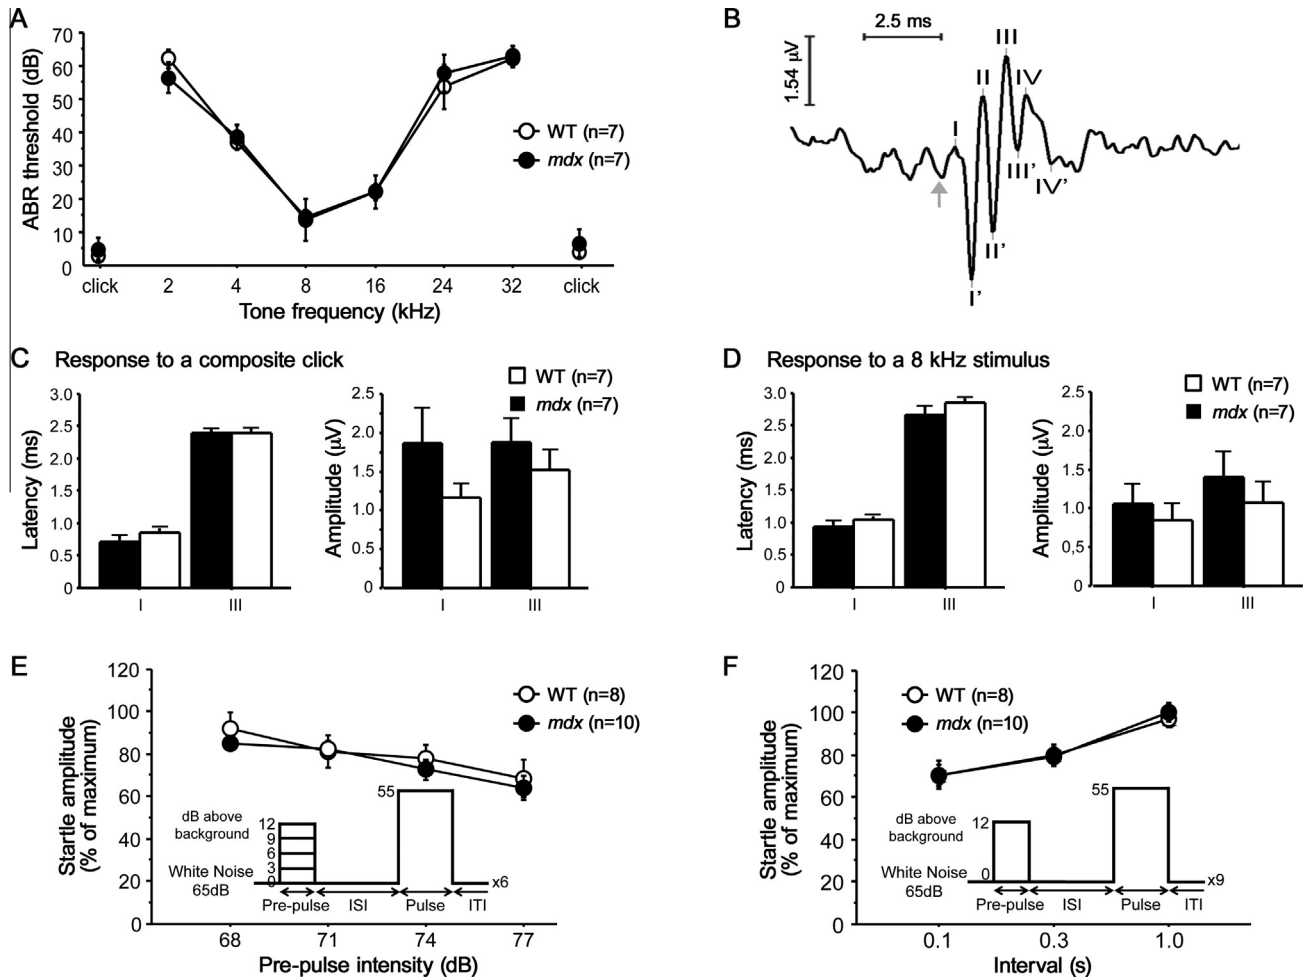 A
70
60
50
40
30
20
10
0
ABR threshold (dB)
WT (n=7)
mdx (n=7)
click 2 4 8 16 24 32 click
Tone frequency (kHz)
B
2.5 ms
1.54 µV
I
II
III
IV
I'
II'
III'
IV'
C Response to a composite click
3.0
2.5
2.0
1.5
1.0
0.5
0
Latency (ms)
I III
2.5
2.0
1.5
1.0
0.5
0
Amplitude (µV)
I III
WT (n=7)
mdx (n=7)
D Response to a 8 kHz stimulus
3.0
2.5
2.0
1.5
1.0
0.5
0
Latency (ms)
I III
2.5
2.0
1.5
1.0
0.5
0
Amplitude (µV)
I III
WT (n=7)
mdx (n=7)
E
120
100
80
60
40
20
0
Startle amplitude
(% of maximum)
WT (n=8)
mdx (n=10)
dB above
background
White Noise
65dB
12
9
6
3
0
55
x6
Pre-pulse ISI Pulse ITI
68 71 74 77
Pre-pulse intensity (dB)
F
120
100
80
60
40
20
0
Startle amplitude
(% of maximum)
WT (n=8)
mdx (n=10)
dB above
background
White Noise
65dB
12
0
55
x9
Pre-pulse ISI Pulse ITI
0.1 0.3 1.0
Interval (s)